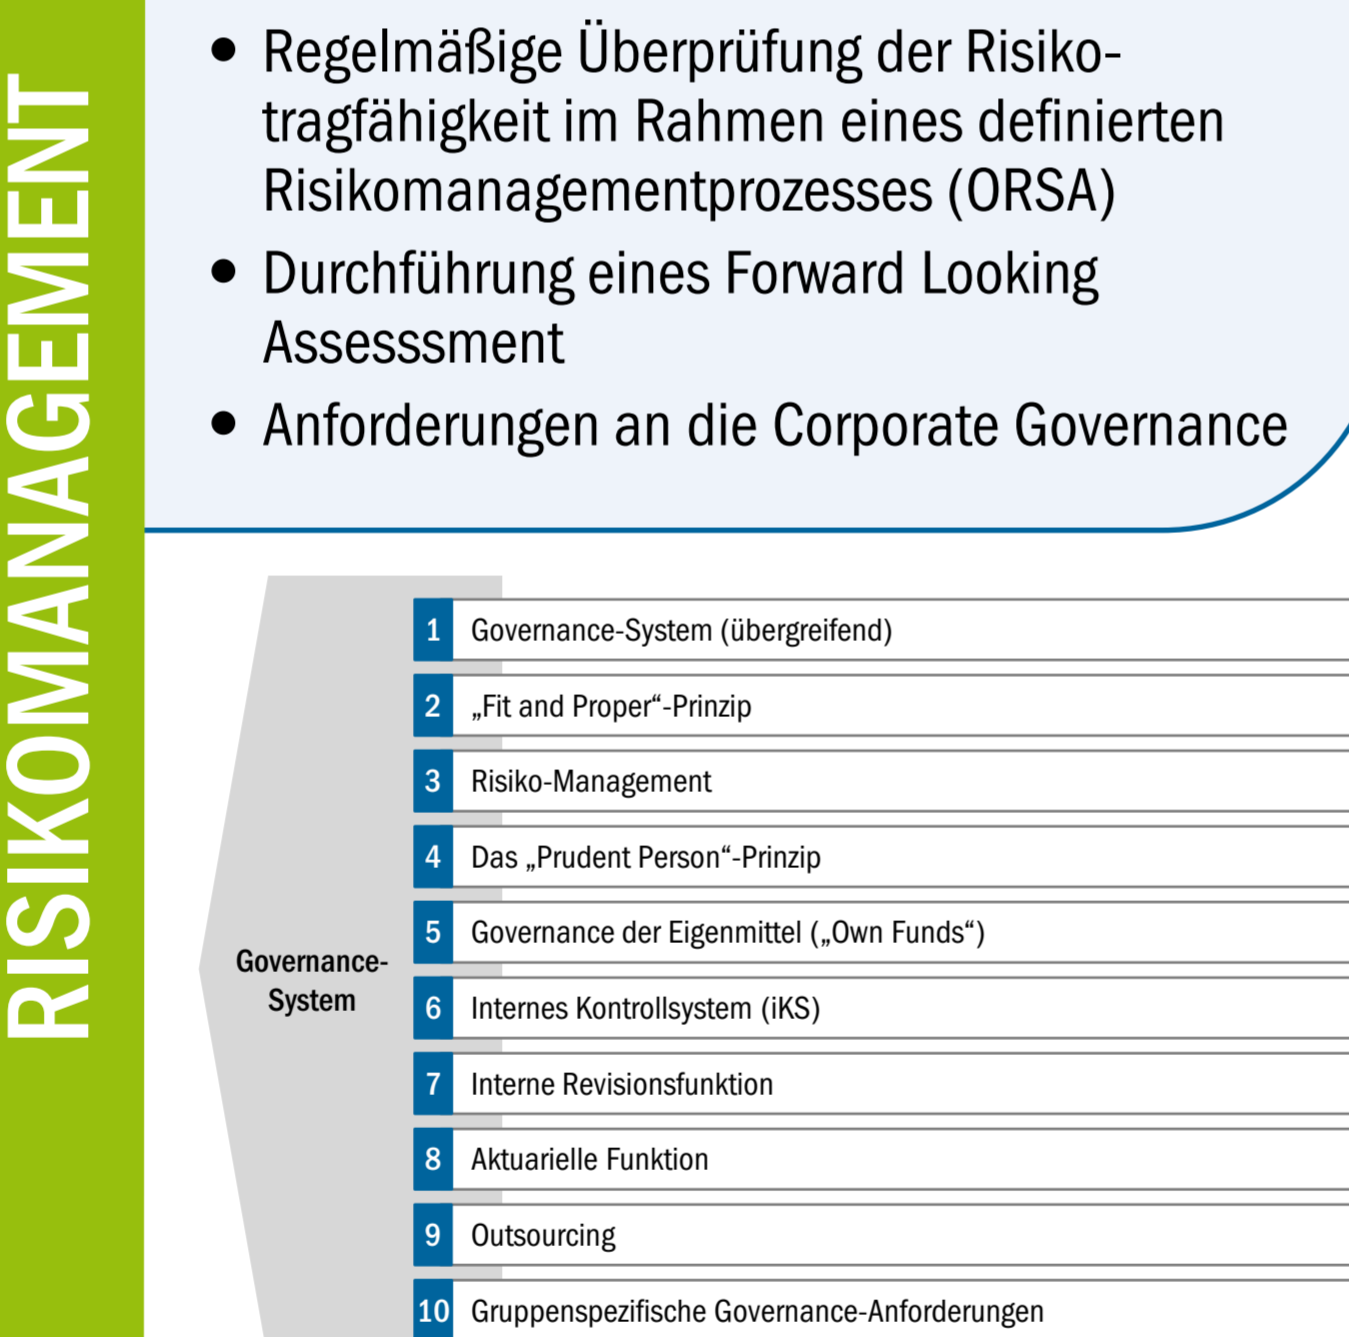 RISIKOMANAGEMENT
• Regelmäßige Überprüfung der Risiko-
tragfähigkeit im Rahmen eines definierten
Risikomanagementprozesses (ORSA)
• Durchführung eines Forward Looking
Assesssment
• Anforderungen an die Corporate Governance
Governance-
System
1 Governance-System (übergreifend)
2 „Fit and Proper“-Prinzip
3 Risiko-Management
4 Das „Prudent Person“-Prinzip
5 Governance der Eigenmittel („Own Funds“)
6 Internes Kontrollsystem (iKS)
7 Interne Revisionsfunktion
8 Aktuarielle Funktion
9 Outsourcing
10 Gruppenspezifische Governance-Anforderungen